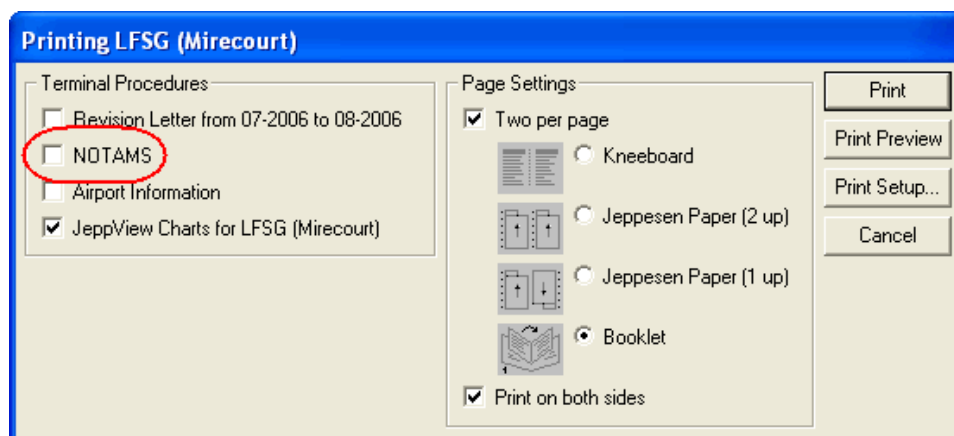 Printing LFSG (Mirecourt)
Terminal Procedures
Revision Letter from 07-2006 to 08-2006
NOTAMS
Airport Information
JeppView Charts for LFSG (Mirecourt)
Page Settings
Two per page
Kneeboard
Jeppesen Paper (2 up)
Jeppesen Paper (1 up)
1
Booklet
Print on both sides
Print
Print Preview
Print Setup...
Cancel